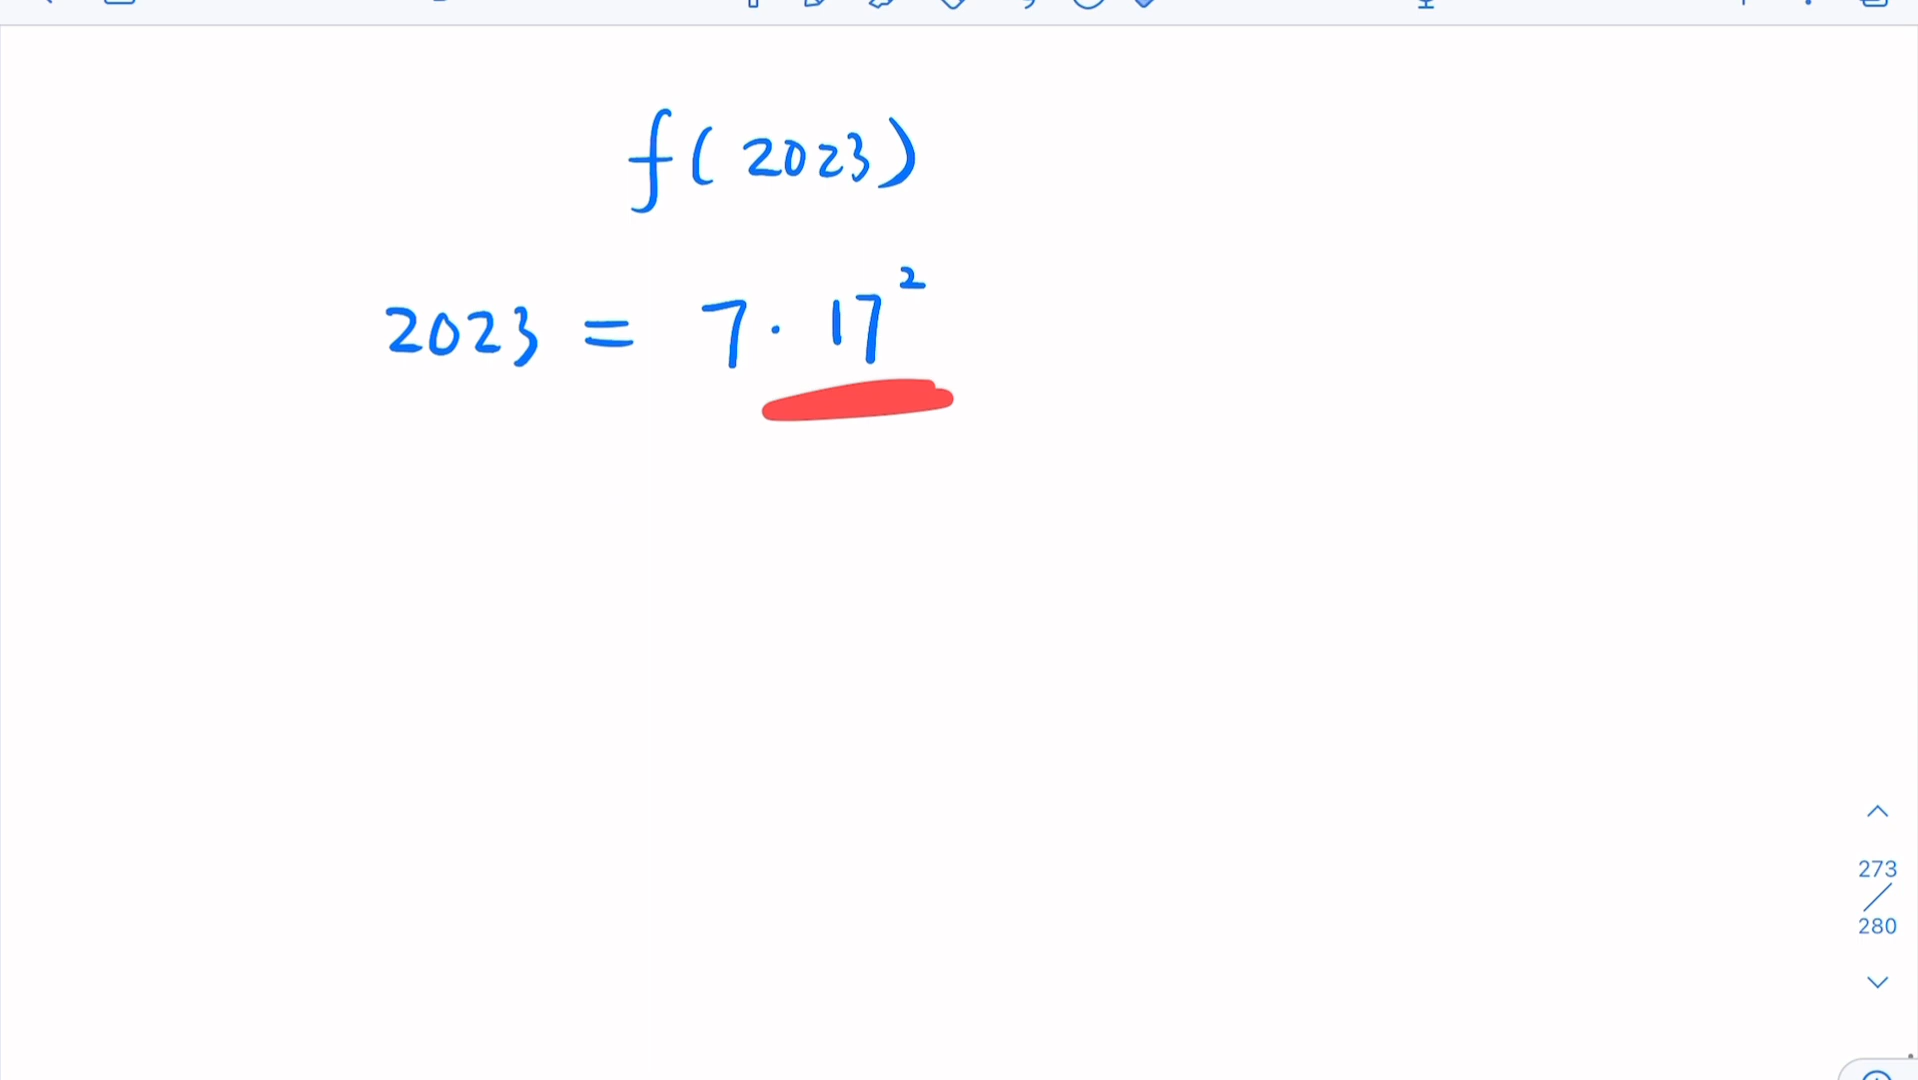 f(2023)
2023 = 7 · 17²
273
/
280